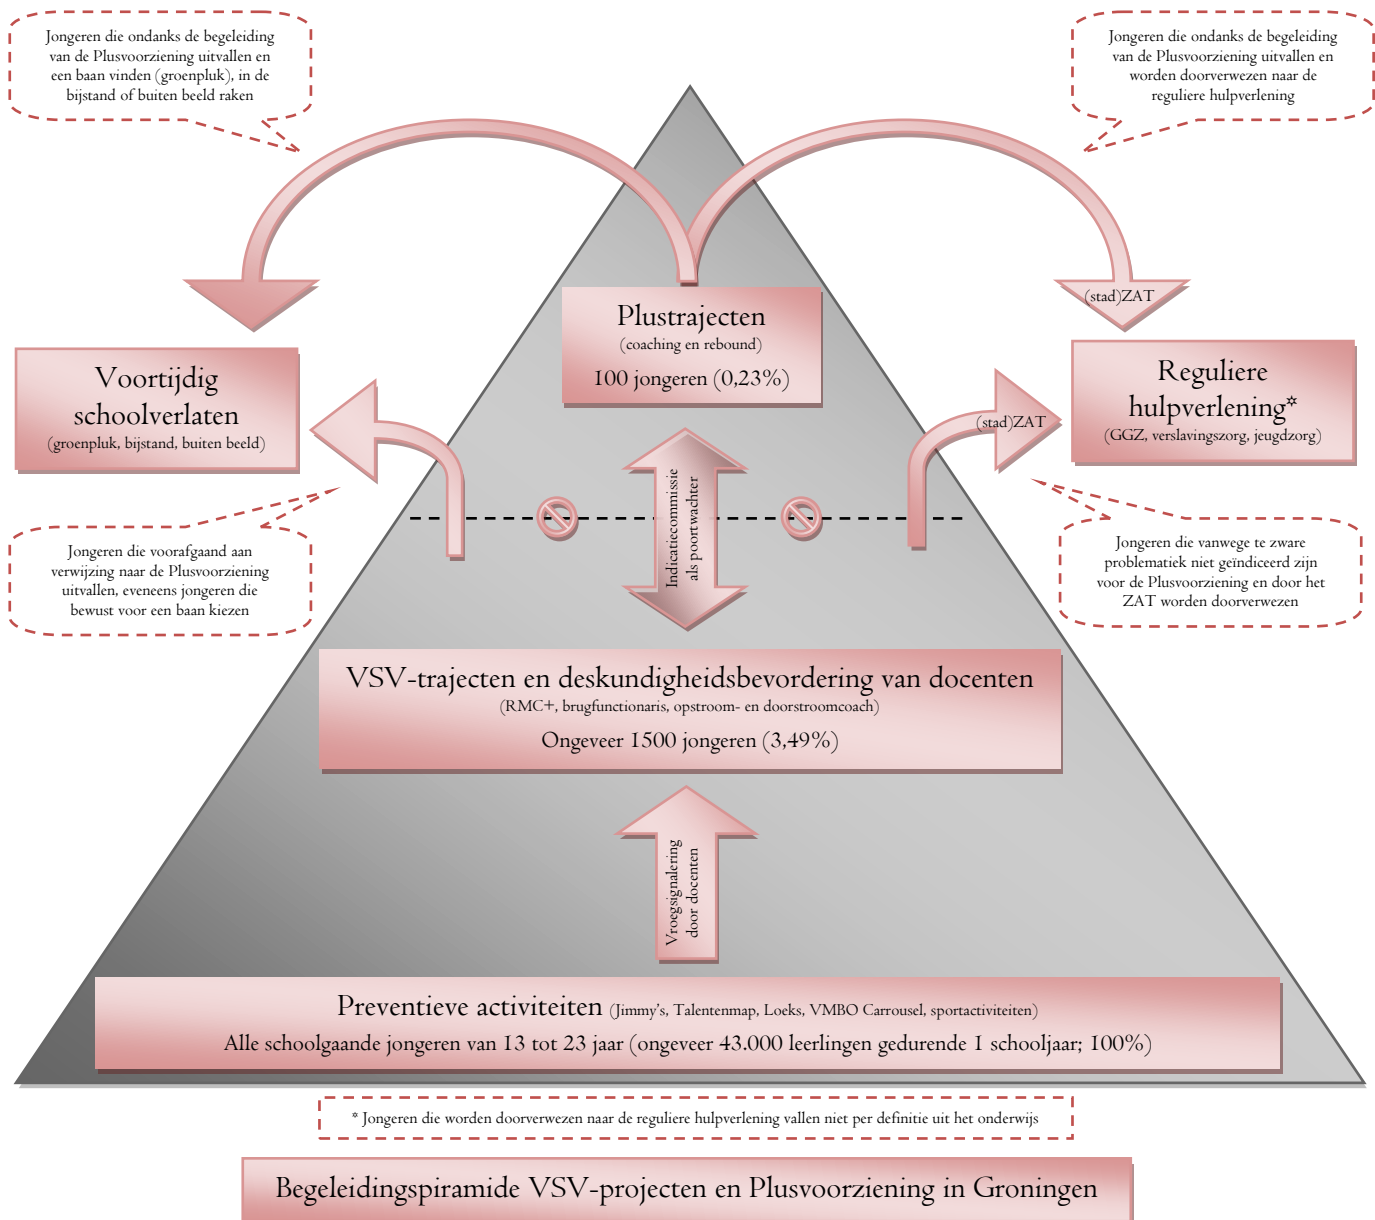 Jongeren die ondanks de begeleiding
van de Plusvoorziening uitvallen en
een baan vinden (groenpluk), in de
bijstand of buiten beeld raken
Jongeren die ondanks de begeleiding
van de Plusvoorziening uitvallen en
worden doorverwezen naar de
reguliere hulpverlening
(stad)ZAT
Plustrajecten
(coaching en rebound)
100 jongeren (0,23%)
Voortijdig
schoolverlaten
(groenpluk, bijstand, buiten beeld)
Reguliere
hulpverlening*
(GGZ, verslavingszorg, jeugdzorg)
(stad)ZAT
Indicatiecommissie
als poortwachter
Jongeren die voorafgaand aan
verwijzing naar de Plusvoorziening
uitvallen, eveneens jongeren die
bewust voor een baan kiezen
Jongeren die vanwege te zware
problematiek niet geïndiceerd zijn
voor de Plusvoorziening en door het
ZAT worden doorverwezen
VSV-trajecten en deskundigheidsbevordering van docenten
(RMC+, brugfunctionaris, opstroom- en doorstroomcoach)
Ongeveer 1500 jongeren (3,49%)
Vroegsignalering
door docenten
Preventieve activiteiten (Jimmy's, Talentenmap, Loeks, VMBO Carrousel, sportactiviteiten)
Alle schoolgaande jongeren van 13 tot 23 jaar (ongeveer 43.000 leerlingen gedurende 1 schooljaar; 100%)
* Jongeren die worden doorverwezen naar de reguliere hulpverlening vallen niet per definitie uit het onderwijs
Begeleidingspiramide VSV-projecten en Plusvoorziening in Groningen